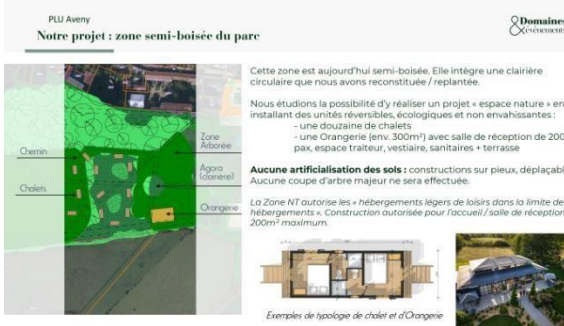 PLU Aveny
Notre projet : zone semi-boisée du parc
Domaines
& événements
Cette zone est aujourd'hui semi-boisée. Elle intègre une clairière
circulaire que nous avons reconstituée / replantée.
Nous étudions la possibilité d'y réaliser un projet « espace nature » en
installant des unités réversibles, écologiques et non envahissantes :
- une douzaine de chalets
- une Orangerie (env. 300m²) avec salle de réception de 200
pax, espace traiteur, vestiaire, sanitaires + terrasse
Aucune artificialisation des sols : constructions sur pieux, déplaçabl
Aucune coupe d'arbre majeur ne sera effectuée.
La Zone NT autorise les « hébergements légers de loisirs dans la limite de
hébergements ». Construction autorisée pour l'accueil / salle de réception
200m² maximum.
Chemin
Chalets
Zone
Arborée
Agora
(clairière)
Orangerie
Exemples de typologie de chalet et d'Orangerie